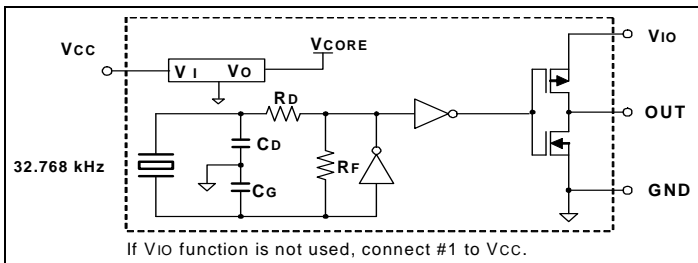 VCC
VI VO
VCORE
VIO
RD
OUT
CD
32.768 kHz
RF
CG
GND
If VIO function is not used, connect #1 to VCC.